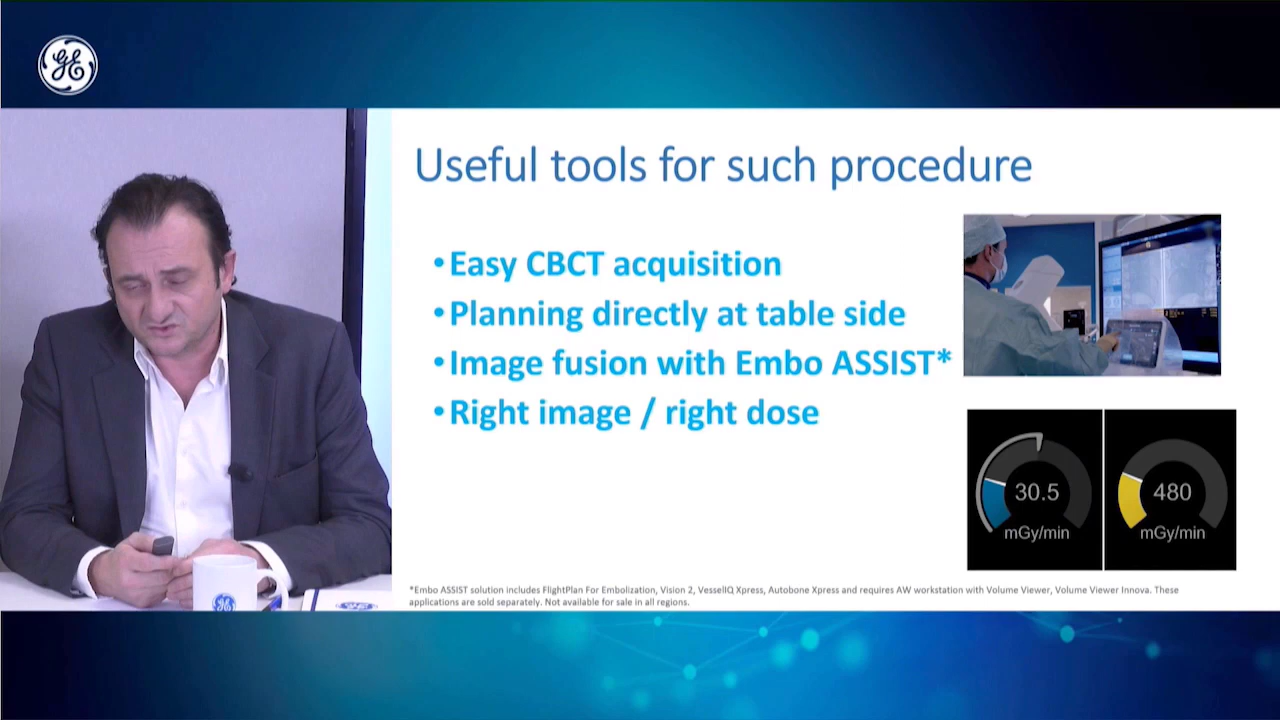 GE
Useful tools for such procedure
•Easy CBCT acquisition
•Planning directly at table side
•Image fusion with Embo ASSIST*
•Right image / right dose
30.5
mGy/min
480
mGy/min
*Embo ASSIST solution includes FlightPlan For Embolization, Vision 2, VesselIQ Xpress, Autobone Xpress and requires AW workstation with Volume Viewer, Volume Viewer Innova. These
applications are sold separately. Not available for sale in all regions.
GE
GE